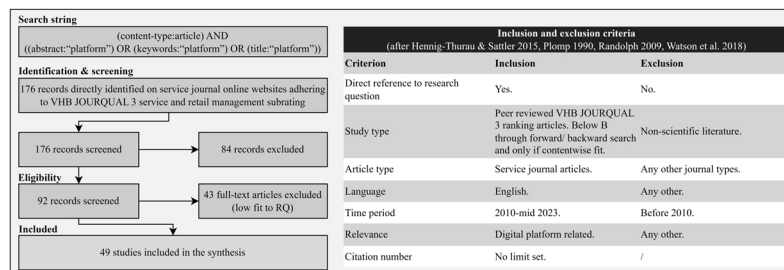 Search string
(content-type:article) AND
((abstract:“platform”) OR (keywords:“platform”) OR (title:“platform”))
Identification & screening
176 records directly identified on service journal online websites adhering
to VHB JOURQUAL 3 service and retail management subrating
176 records screened
84 records excluded
Eligibility
92 records screened
43 full-text articles excluded
(low fit to RQ)
Included
49 studies included in the synthesis
Inclusion and exclusion criteria
(after Hennig-Thurau & Sattler 2015, Plomp 1990, Randolph 2009, Watson et al. 2018)
Criterion Inclusion Exclusion
Direct reference to research
question
Yes. No.
Study type
Peer reviewed VHB JOURQUAL
3 ranking articles. Below B
through forward/ backward search
and only if contentwise fit.
Non-scientific literature.
Article type Service journal articles. Any other journal types.
Language English. Any other.
Time period 2010-mid 2023. Before 2010.
Relevance Digital platform related. Any other.
Citation number No limit set. /